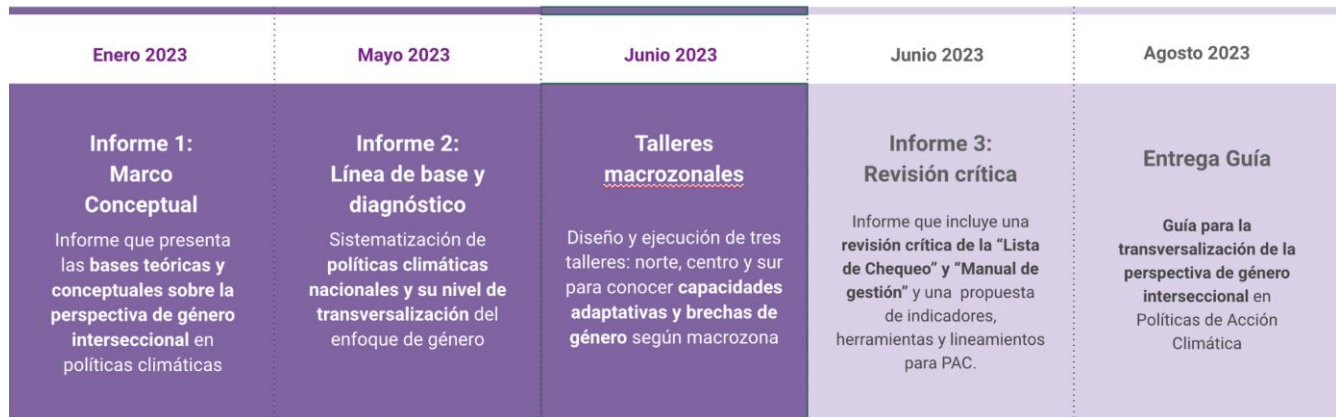 Enero 2023
Informe 1:
Marco
Conceptual
Informe que presenta
las bases teóricas y
conceptuales sobre la
perspectiva de género
interseccional en
políticas climáticas
Mayo 2023
Informe 2:
Línea de base y
diagnóstico
Sistematización de
políticas climáticas
nacionales y su nivel de
transversalización del
enfoque de género
Junio 2023
Talleres
macrozonales
Diseño y ejecución de tres
talleres: norte, centro y sur
para conocer capacidades
adaptativas y brechas de
género según macrozona
Junio 2023
Informe 3:
Revisión crítica
Informe que incluye una
revisión crítica de la “Lista
de Chequeo” y “Manual de
gestión” y una propuesta
de indicadores,
herramientas y lineamientos
para PAC.
Agosto 2023
Entrega Guía
Guía para la
transversalización de la
perspectiva de género
interseccional en
Políticas de Acción
Climática